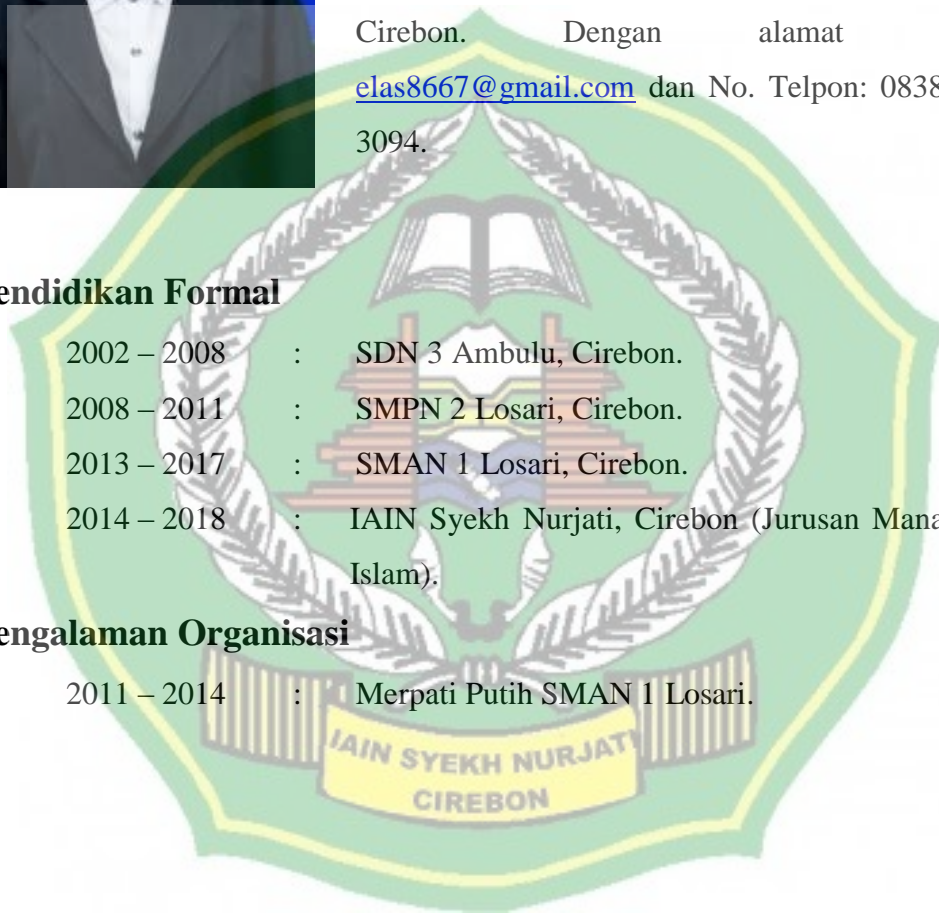 Cirebon. Dengan alamat
elas8667@gmail.com dan No. Telpon: 0838
3094.
endidikan Formal
2002 – 2008 : SDN 3 Ambulu, Cirebon.
2008 – 2011 : SMPN 2 Losari, Cirebon.
2013 – 2017 : SMAN 1 Losari, Cirebon.
2014 – 2018 : IAIN Syekh Nurjati, Cirebon (Jurusan Mana
Islam).
engalaman Organisasi
2011 – 2014 : Merpati Putih SMAN 1 Losari.
IAIN SYEKH NURJATI
CIREBON